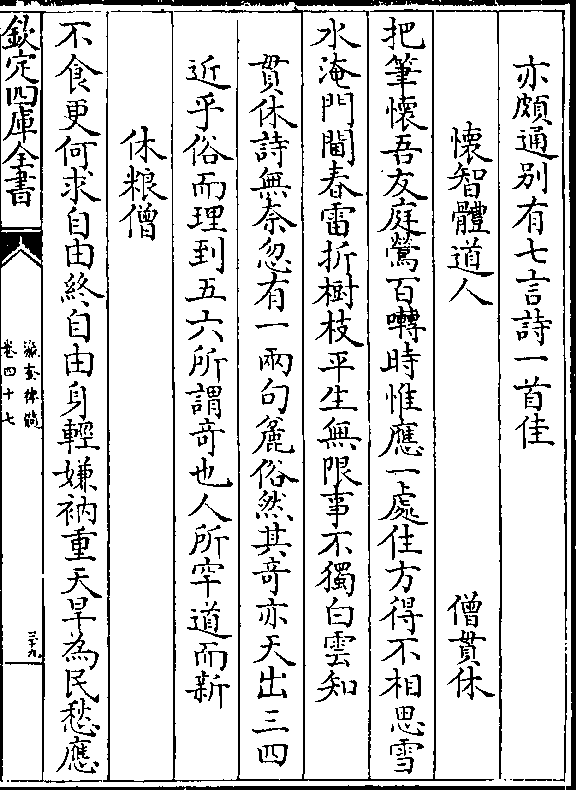 亦頗通别有七言詩一首佳
懷智體道人　僧貫休
把筆懷吾友庭鶯百囀時惟應一處住方得不相思雪
水淹門閫春雷折樹枝平生無限事不獨白雲知
貫休詩無奈忽有一兩句麄俗然其竒亦天出三四
近乎俗而理到五六所謂竒也人所罕道而新
休粮僧
不食更何求自由終自由身輕嫌衲重天旱為民愁應
欽定四庫全書
瀛奎律髓
卷四十七
三十九